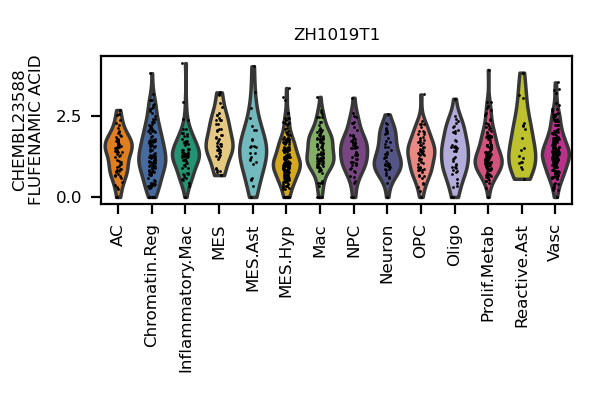 ZH1019T1
CHEMBL23588
FLUFENAMIC ACID
2.5
0.0
AC
Chromatin.Reg
Inflammatory.Mac
MES
MES.Ast
MES.Hyp
Mac
NPC
Neuron
OPC
Oligo
Prolif.Metab
Reactive.Ast
Vasc